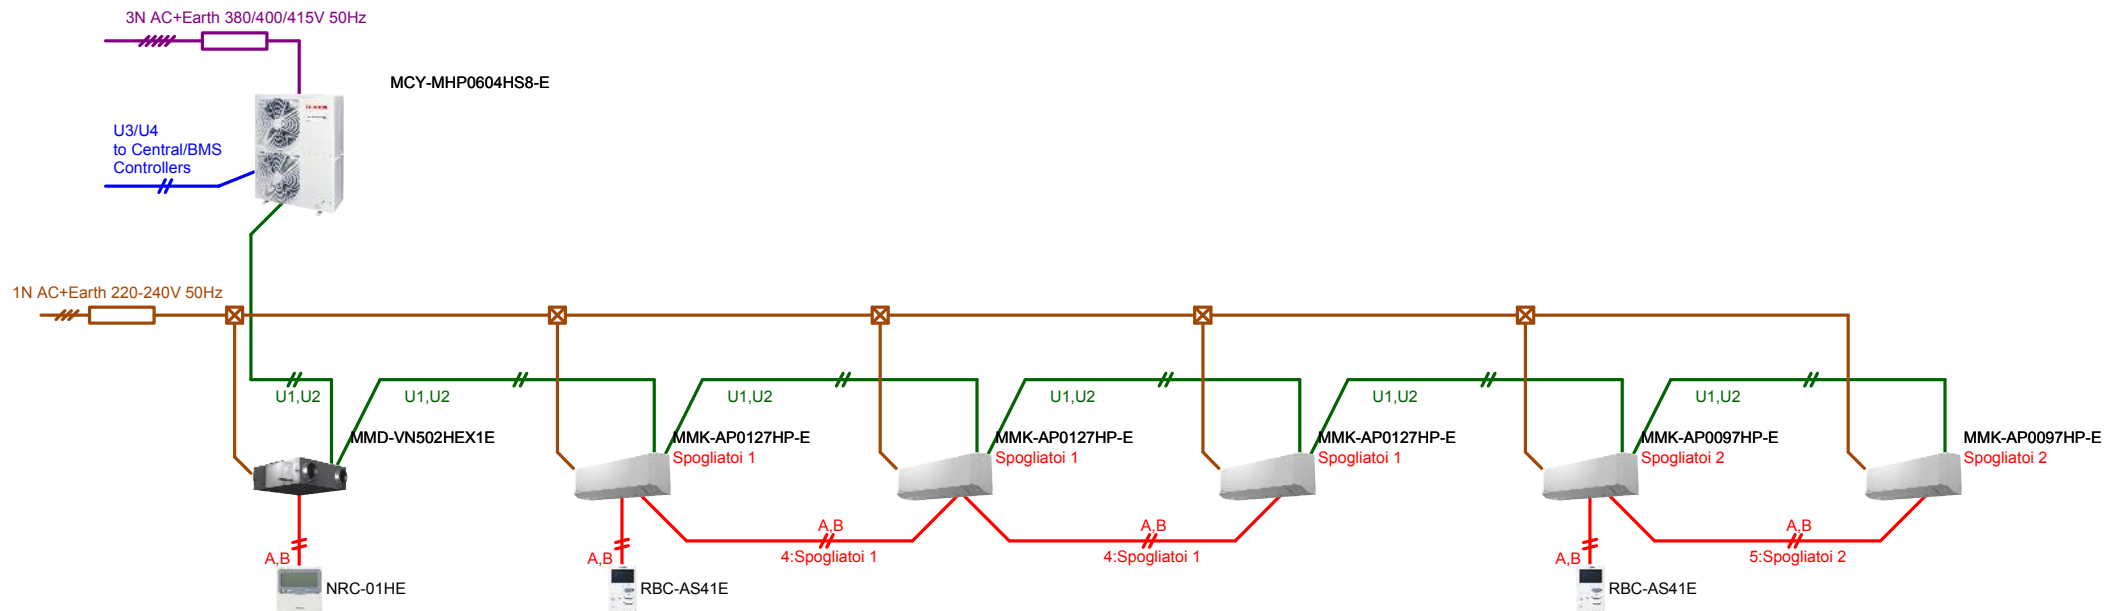 3N AC+Earth 380/400/415V 50Hz
MCY-MHP0604HS8-E
U3/U4
to Central/BMS
Controllers
1N AC+Earth 220-240V 50Hz
U1,U2
U1,U2
U1,U2
U1,U2
U1,U2
U1,U2
MMD-VN502HEX1E
MMK-AP0127HP-E
Spogliatoi 1
MMK-AP0127HP-E
Spogliatoi 1
MMK-AP0127HP-E
Spogliatoi 1
MMK-AP0097HP-E
Spogliatoi 2
MMK-AP0097HP-E
Spogliatoi 2
A,B
4:Spogliatoi 1
A,B
4:Spogliatoi 1
A,B
5:Spogliatoi 2
A,B
NRC-01HE
A,B
RBC-AS41E
A,B
RBC-AS41E